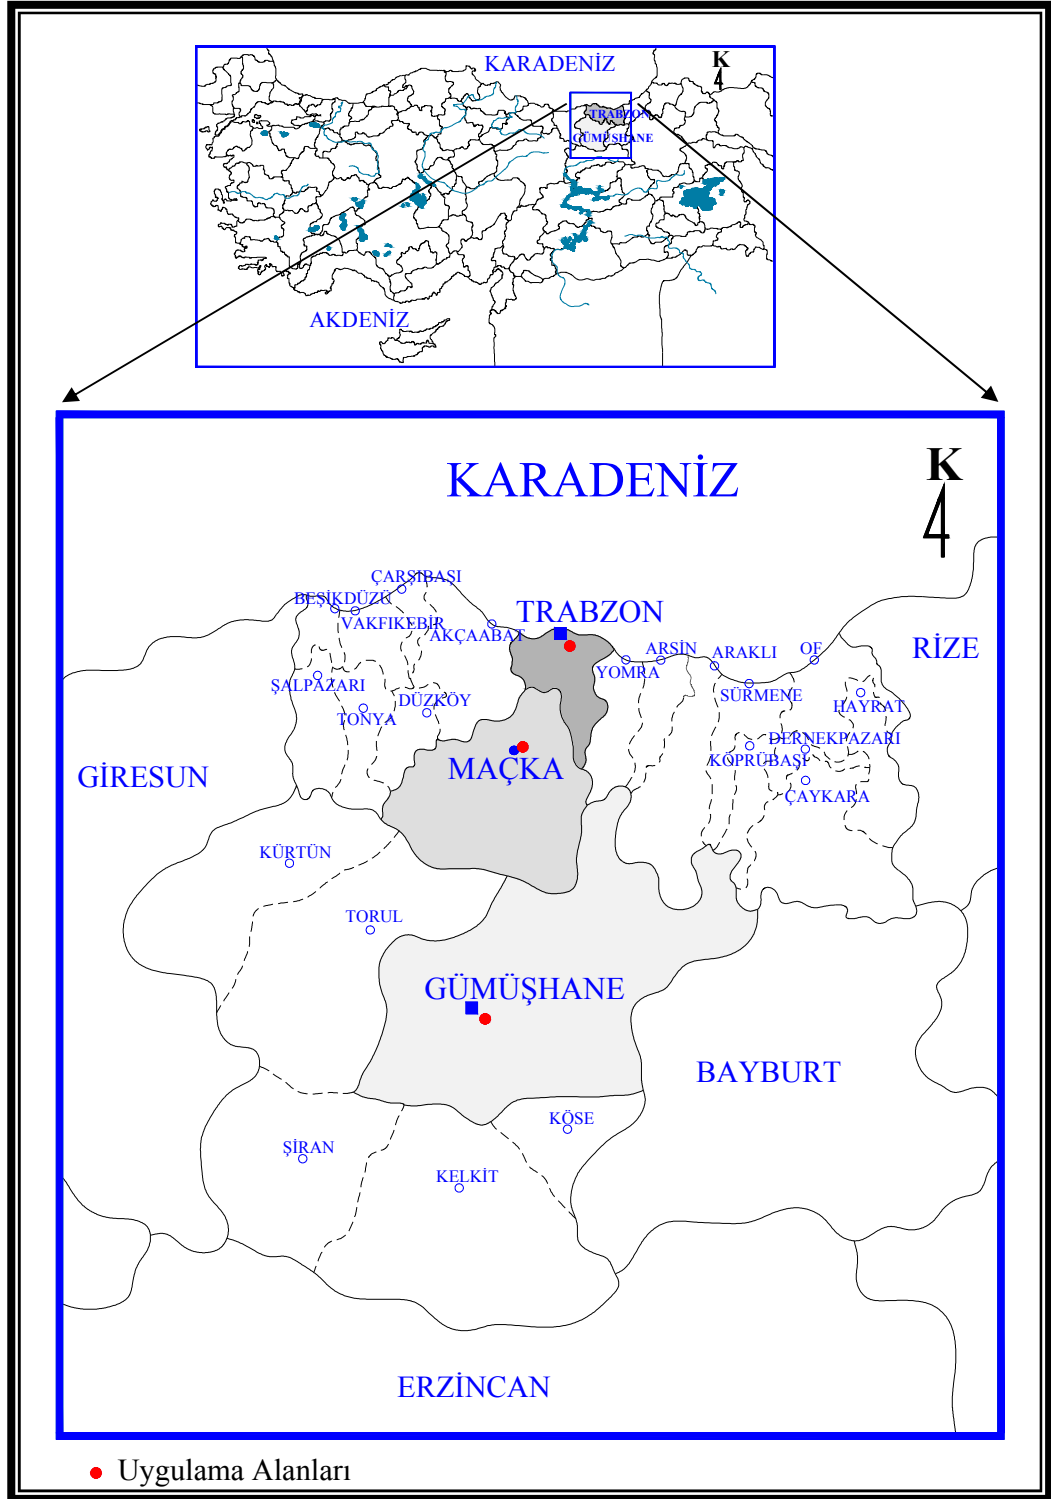 KARADENİZ
K
TRABZON
GÜMÜŞHANE
AKDENİZ
KARADENİZ
K
ÇARŞIBAŞI
BEŞİKDÜZÜ
TRABZON
VAKFIKEBİR
AKÇAABAT
ARSİN
ARAKLI
OF
RİZE
YOMRA
ŞALPAZARI
SÜRMENE
DÜZKÖY
HAYRAT
TONYA
DERNEKPAZARI
KÖPRÜBAŞI
MAÇKA
GİRESUN
ÇAYKARA
KÜRTÜN
TORUL
GÜMÜŞHANE
BAYBURT
KÖSE
ŞİRAN
KELKİT
ERZİNCAN
Uygulama Alanları